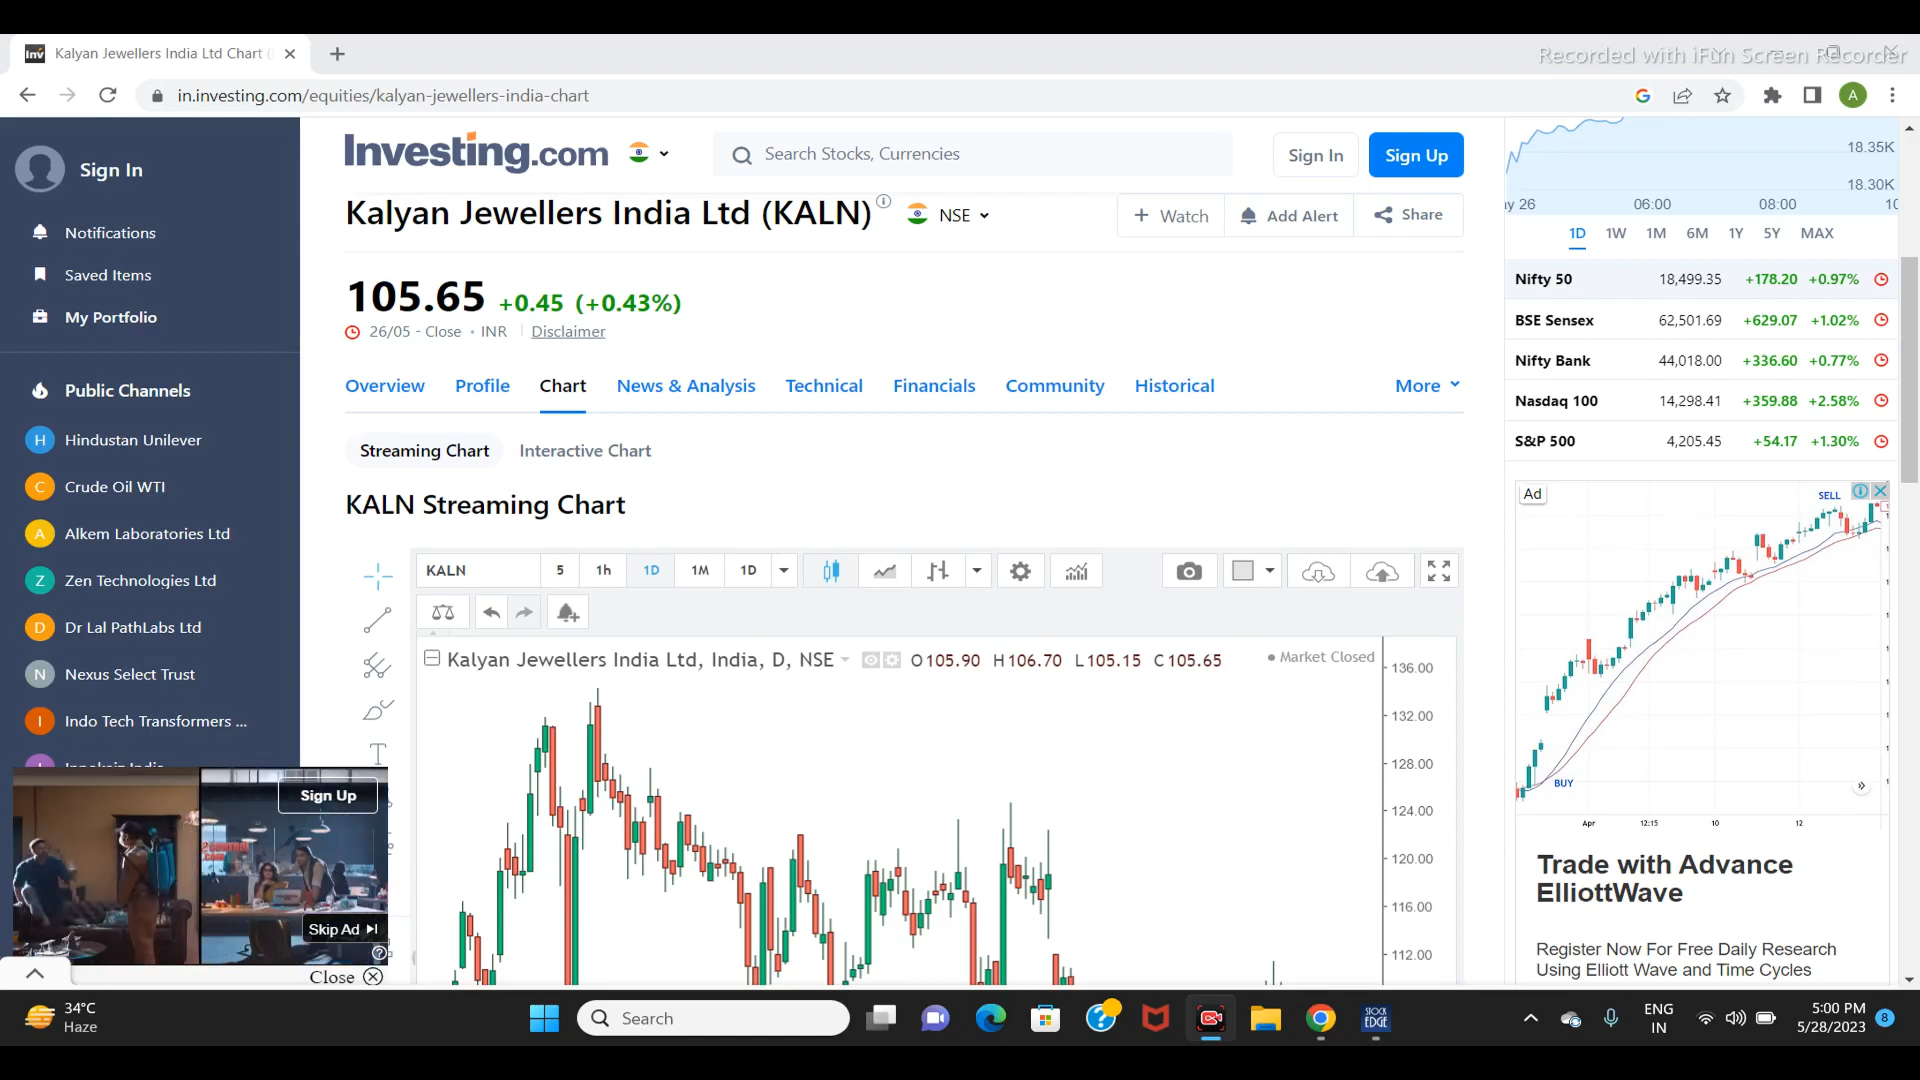 Kalyan Jewellers India Ltd Chart (
Recorded with iFun Screen Recorder
in.investing.com/equities/kalyan-jewellers-india-chart
A
Sign In
Notifications
Saved Items
My Portfolio
Public Channels
H Hindustan Unilever
C Crude Oil WTI
A Alkem Laboratories Ltd
Z Zen Technologies Ltd
D Dr Lal PathLabs Ltd
N Nexus Select Trust
I Indo Tech Transformers ...
Investing.com
Search Stocks, Currencies
Sign In
Sign Up
Kalyan Jewellers India Ltd (KALN)
NSE
Watch
Add Alert
Share
105.65 +0.45 (+0.43%)
26/05 - Close • INR Disclaimer
Overview Profile Chart News & Analysis Technical Financials Community Historical More
Streaming Chart Interactive Chart
KALN Streaming Chart
KALN 5 1h 1D 1M 1D
Kalyan Jewellers India Ltd, India, D, NSE O105.90 H106.70 L105.15 C105.65
Market Closed
136.00
132.00
128.00
124.00
120.00
116.00
112.00
18.35K
18.30K
26 06:00 08:00 10
1D 1W 1M 6M 1Y 5Y MAX
Nifty 50 18,499.35 +178.20 +0.97%
BSE Sensex 62,501.69 +629.07 +1.02%
Nifty Bank 44,018.00 +336.60 +0.77%
Nasdaq 100 14,298.41 +359.88 +2.58%
S&P 500 4,205.45 +54.17 +1.30%
Ad
SELL
BUY
Apr 12:15 10 12
Trade with Advance
ElliottWave
Register Now For Free Daily Research
Using Elliott Wave and Time Cycles
Sign Up
Skip Ad
Close
34°C
Haze
Search
STOCK
EDGE
ENG
IN
5:00 PM
5/28/2023
8